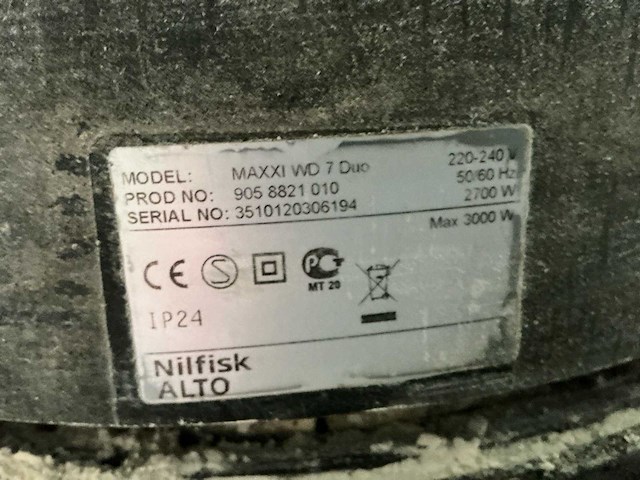 MODEL: MAXXI WD 7 Duo 220-240 V
PROD NO: 905 8821 010 50/60 Hz
SERIAL NO: 3510120306194 2700 W
Max 3000 W
CE S PCT
MT 20
IP24
Nilfisk
ALTO